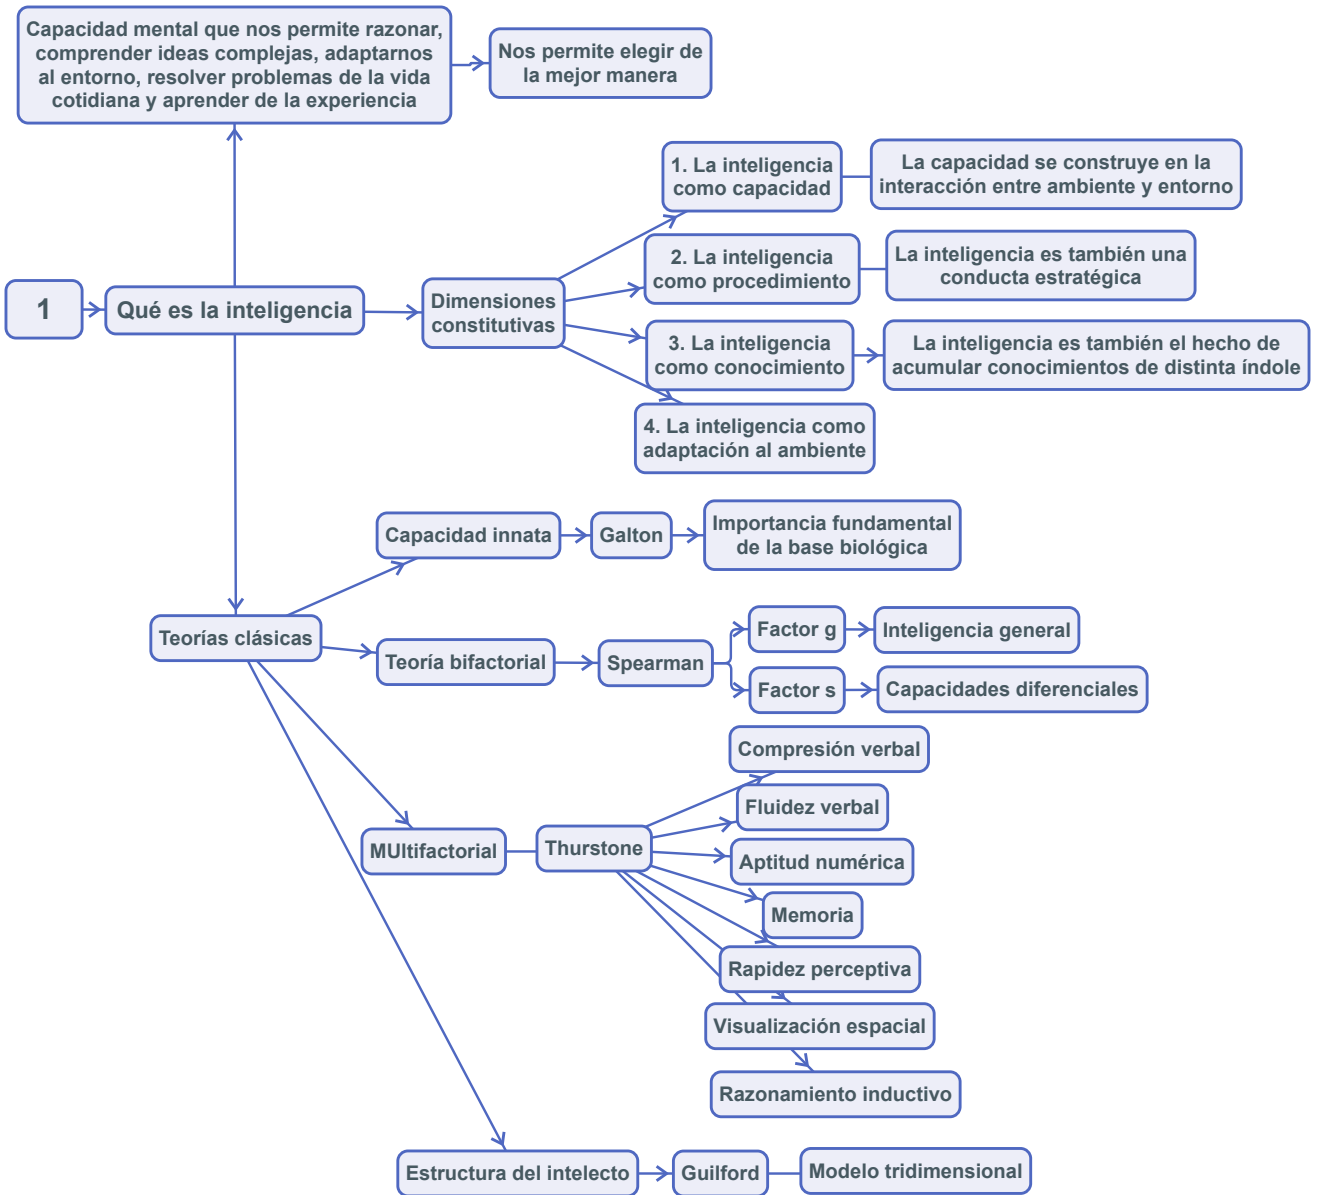 Capacidad mental que nos permite razonar,
comprender ideas complejas, adaptarnos
al entorno, resolver problemas de la vida
cotidiana y aprender de la experiencia
Nos permite elegir de
la mejor manera
1
Qué es la inteligencia
Dimensiones
constitutivas
1. La inteligencia
como capacidad
La capacidad se construye en la
interacción entre ambiente y entorno
2. La inteligencia
como procedimiento
La inteligencia es también una
conducta estratégica
3. La inteligencia
como conocimiento
La inteligencia es también el hecho de
acumular conocimientos de distinta índole
4. La inteligencia como
adaptación al ambiente
Teorías clásicas
Capacidad innata
Galton
Importancia fundamental
de la base biológica
Teoría bifactorial
Spearman
Factor g
Inteligencia general
Factor s
Capacidades diferenciales
MUltifactorial
Thurstone
Compresión verbal
Fluidez verbal
Aptitud numérica
Memoria
Rapidez perceptiva
Visualización espacial
Razonamiento inductivo
Estructura del intelecto
Guilford
Modelo tridimensional